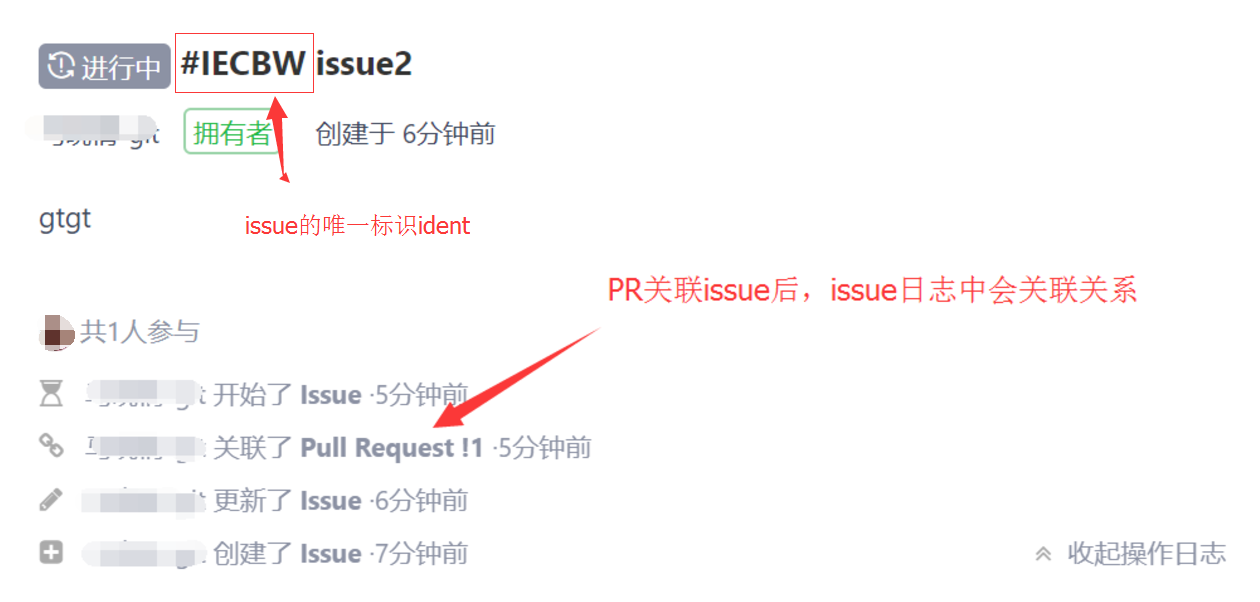 进行中 #IECBW issue2
拥有者 创建于 6分钟前
gtgt
issue的唯一标识ident
PR关联issue后，issue日志中会关联关系
共1人参与
开始了 Issue ·5分钟前
关联了 Pull Request !1 ·5分钟前
更新了 Issue ·6分钟前
创建了 Issue ·7分钟前
收起操作日志